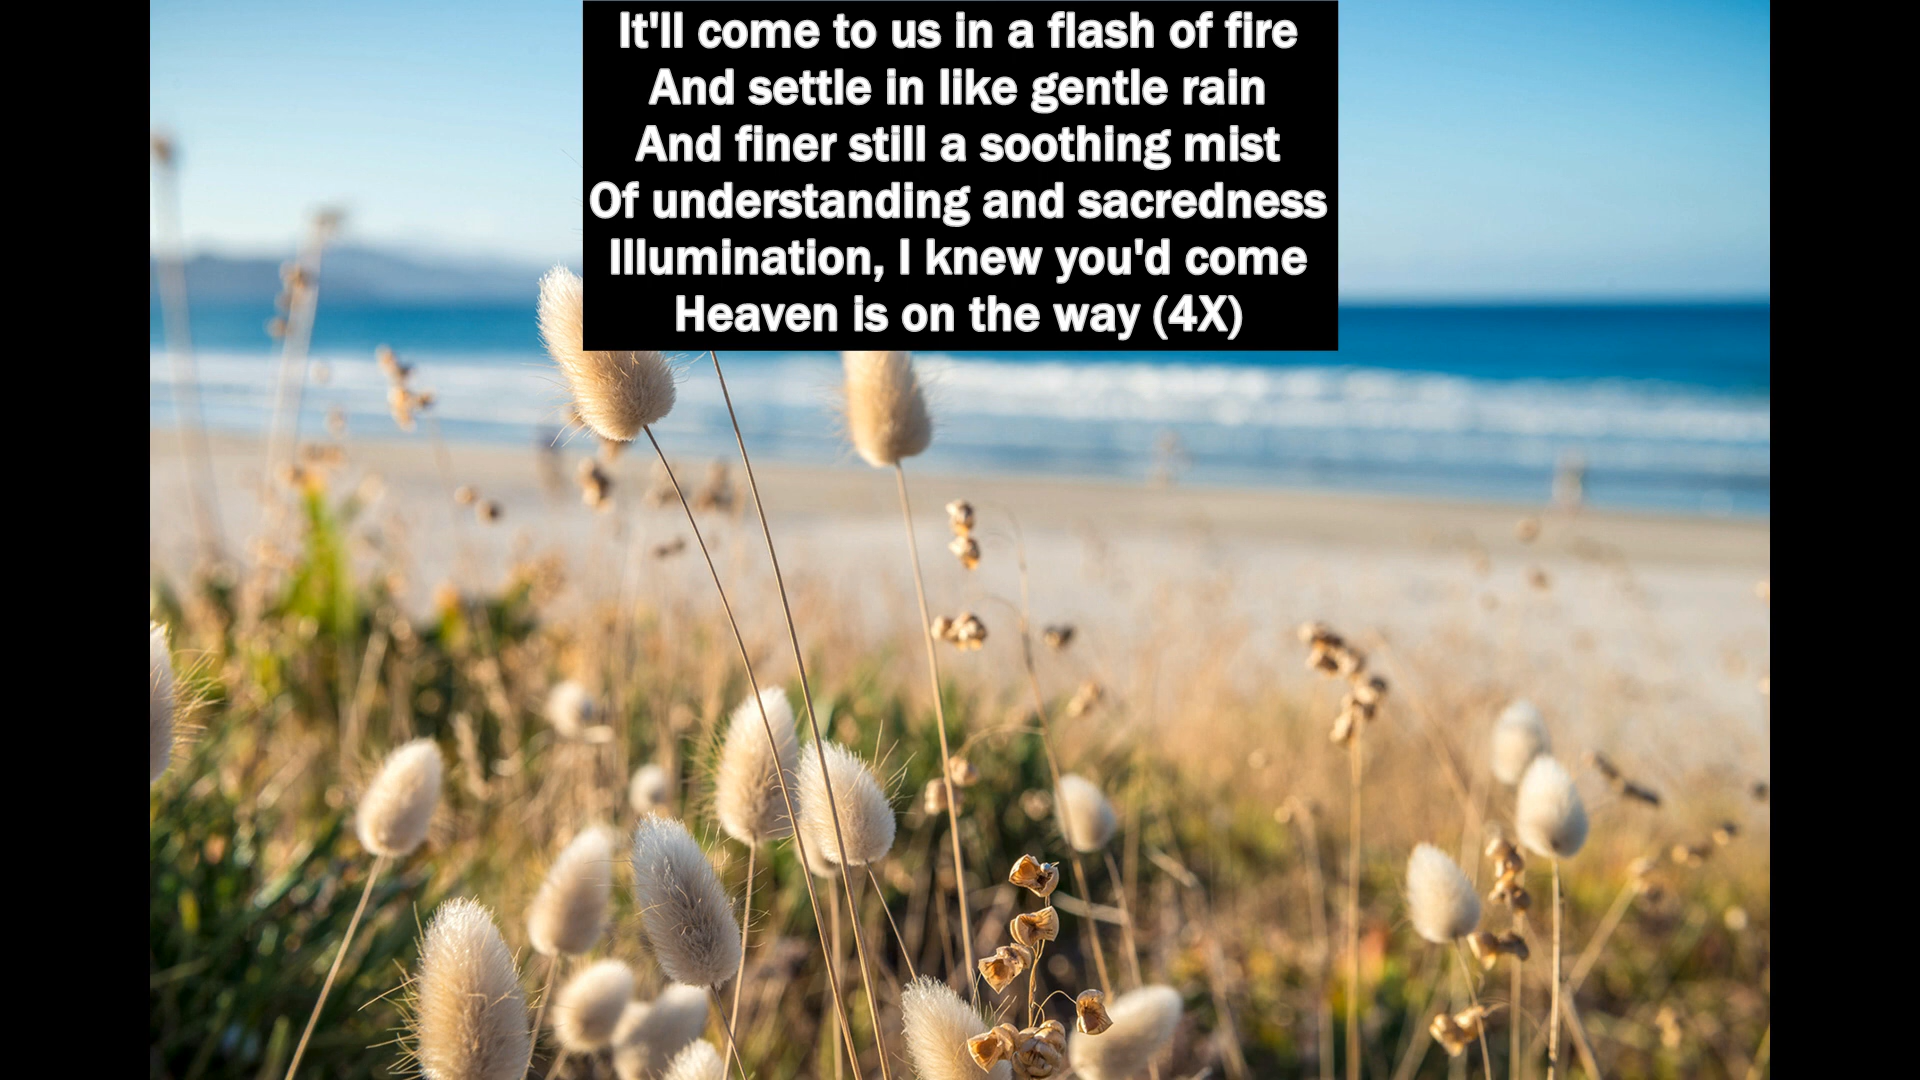 It'll come to us in a flash of fire
And settle in like gentle rain
And finer still a soothing mist
Of understanding and sacredness
Illumination, I knew you'd come
Heaven is on the way (4X)